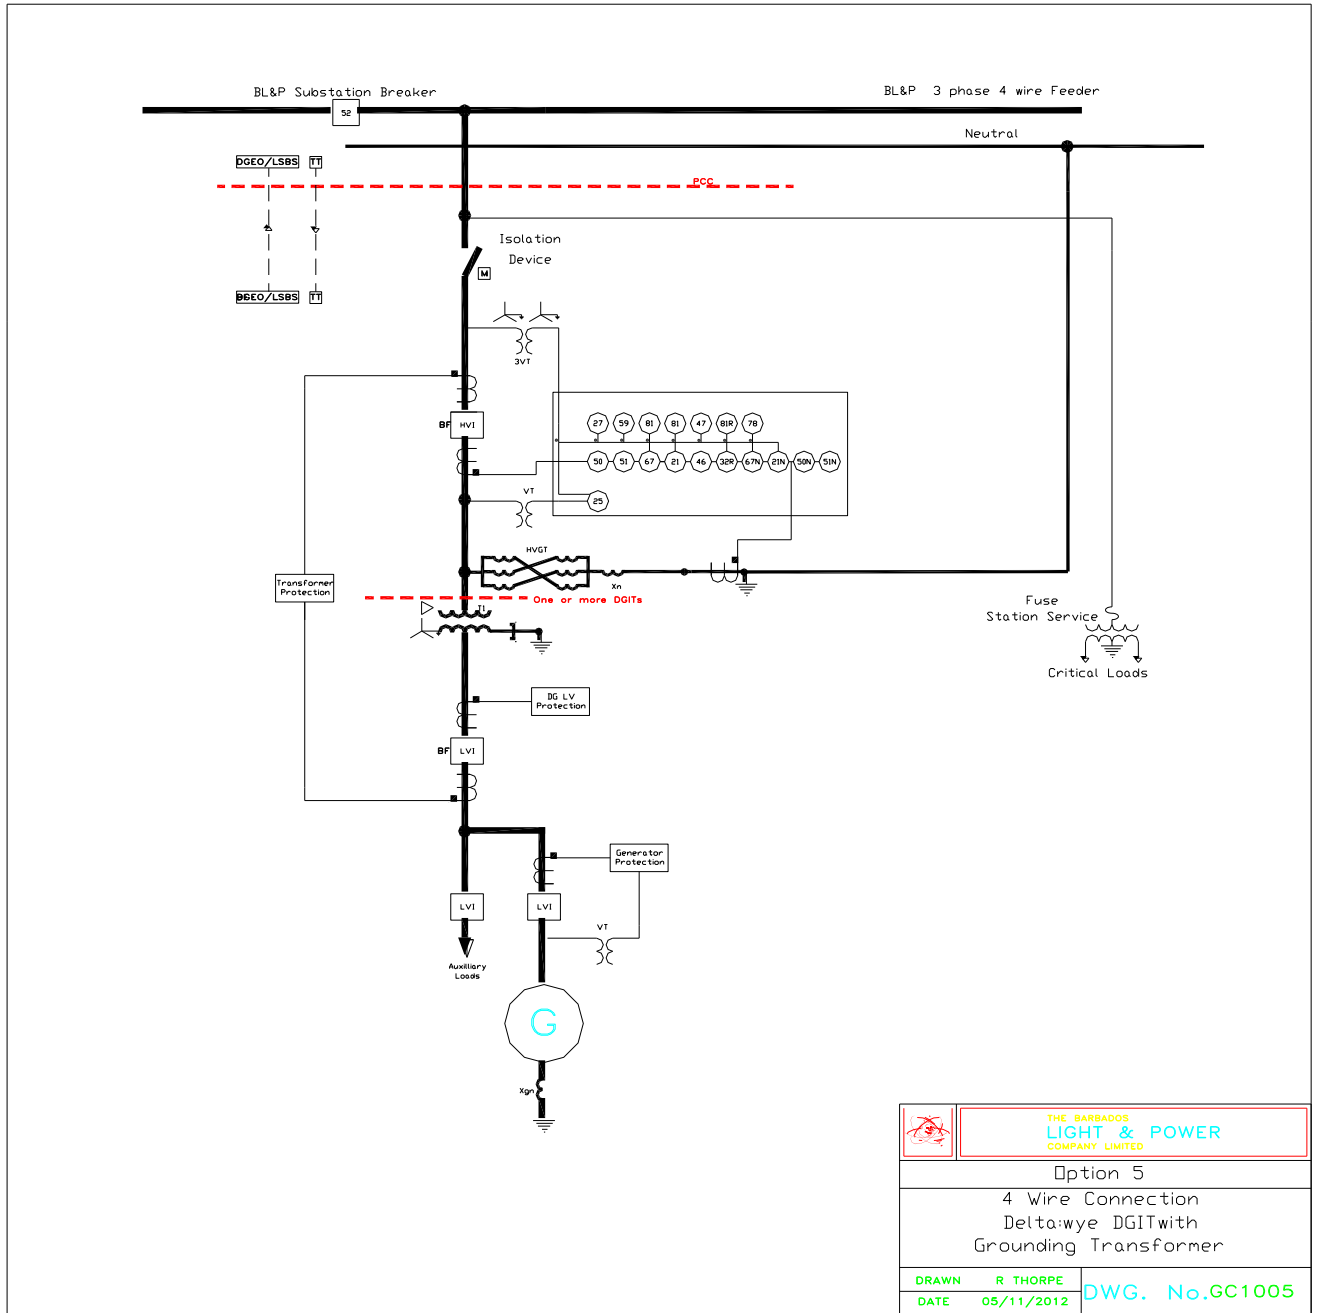 BL&P Substation Breaker
BL&P 3 phase 4 wire Feeder
52
Neutral
DGEO/LSBS
TT
PCC
Isolation
Device
M
DGEO/LSBS
TT
3VT
BF
HVI
27
59
81
81
47
81R
78
50
51
67
21
46
32R
67N
21N
50N
51N
VT
25
HVGT
Xn
Transformer
Protection
One or more DGITs
T1
Fuse
Station Service
Critical Loads
DG LV
Protection
BF
LVI
Generator
Protection
LVI
LVI
VT
Auxilliary
Loads
G
Xgn
THE BARBADOS
LIGHT & POWER
COMPANY LIMITED
Option 5
4 Wire Connection
Delta:wye DGITwith
Grounding Transformer
DRAWN R THORPE
DATE 05/11/2012
DWG. No.GC1005